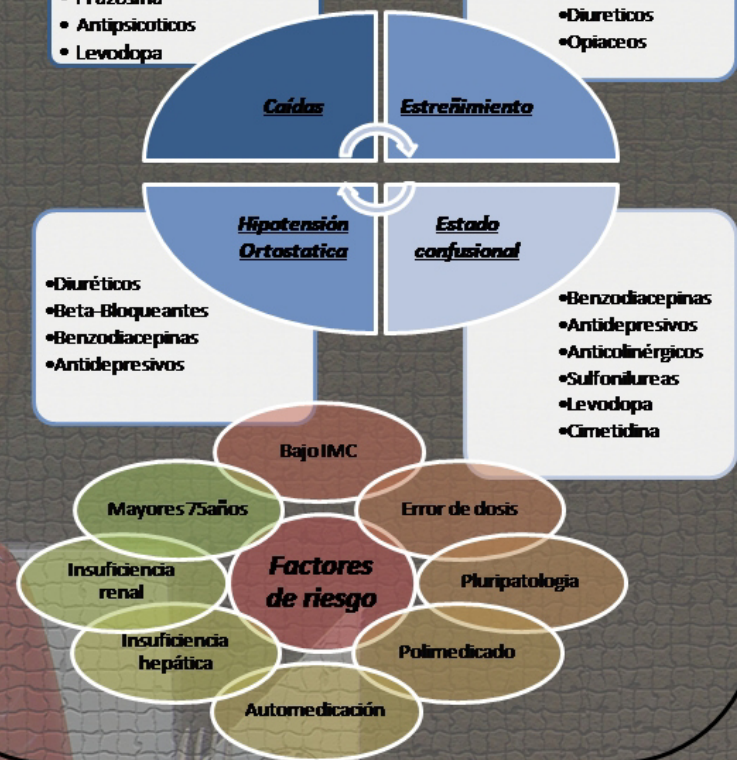 • Antipsicoticos
• Levodopa
•Diureticos
•Opiaceos
Caídas
Estreñimiento
Hipotensión
Ortostatica
Estado
confusional
•Diuréticos
•Beta-Bloqueantes
•Benzodiacepinas
•Antidepresivos
•Benzodiacepinas
•Antidepresivos
•Anticolinérgicos
•Sulfonilureas
•Levodopa
•Cimetidina
Bajo IMC
Mayores 75años
Error de dosis
Factores
de riesgo
Insuficiencia
renal
Pluripatologia
Insuficiencia
hepática
Polimedicado
Automedicación